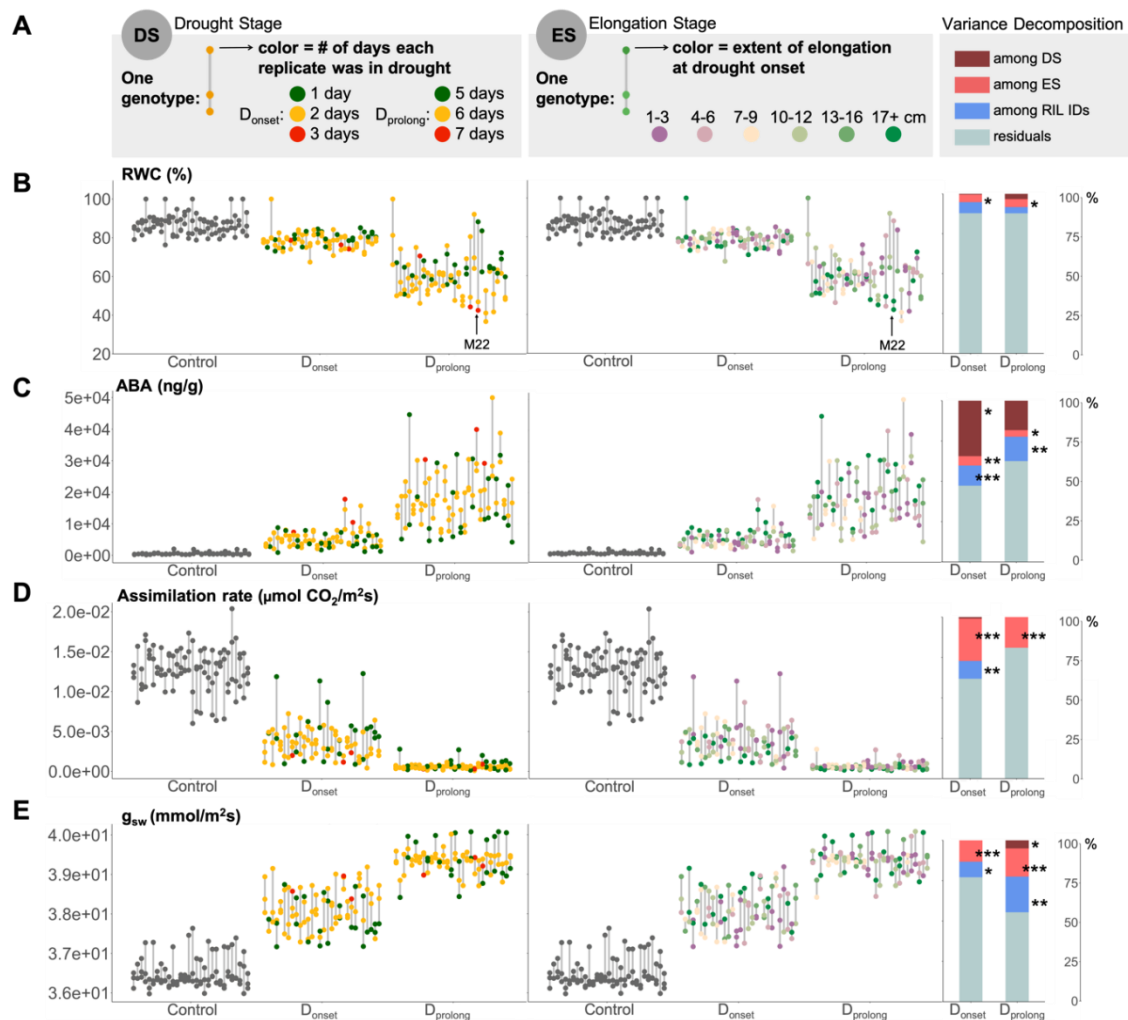 A
DS
Drought Stage
color = # of days each
replicate was in drought
One
genotype:
1 day
5 days
Donset:
2 days
Dprolong:
6 days
3 days
7 days
ES
Elongation Stage
color = extent of elongation
at drought onset
One
genotype:
1-3
4-6
7-9
10-12
13-16
17+ cm
Variance Decomposition
among DS
among ES
among RIL IDs
residuals
B
RWC (%)
100
80
60
40
20
M22
M22
Control
Donset
Dprolong
Control
Donset
Dprolong
*
*
Donset
Dprolong
100
%
75
50
25
0
C
ABA (ng/g)
5e+04
4e+04
3e+04
2e+04
1e+04
0e+00
Control
Donset
Dprolong
Control
Donset
Dprolong
*
**
***
*
**
Donset
Dprolong
100
%
75
50
25
0
D
Assimilation rate (µmol CO2/m²s)
2.0e-02
1.5e-02
1.0e-02
5.0e-03
0.0e+00
Control
Donset
Dprolong
Control
Donset
Dprolong
***
**
***
Donset
Dprolong
100
%
75
50
25
0
E
gsw (mmol/m²s)
4.0e+01
3.9e+01
3.8e+01
3.7e+01
3.6e+01
Control
Donset
Dprolong
Control
Donset
Dprolong
***
*
*
***
**
Donset
Dprolong
100
%
75
50
25
0